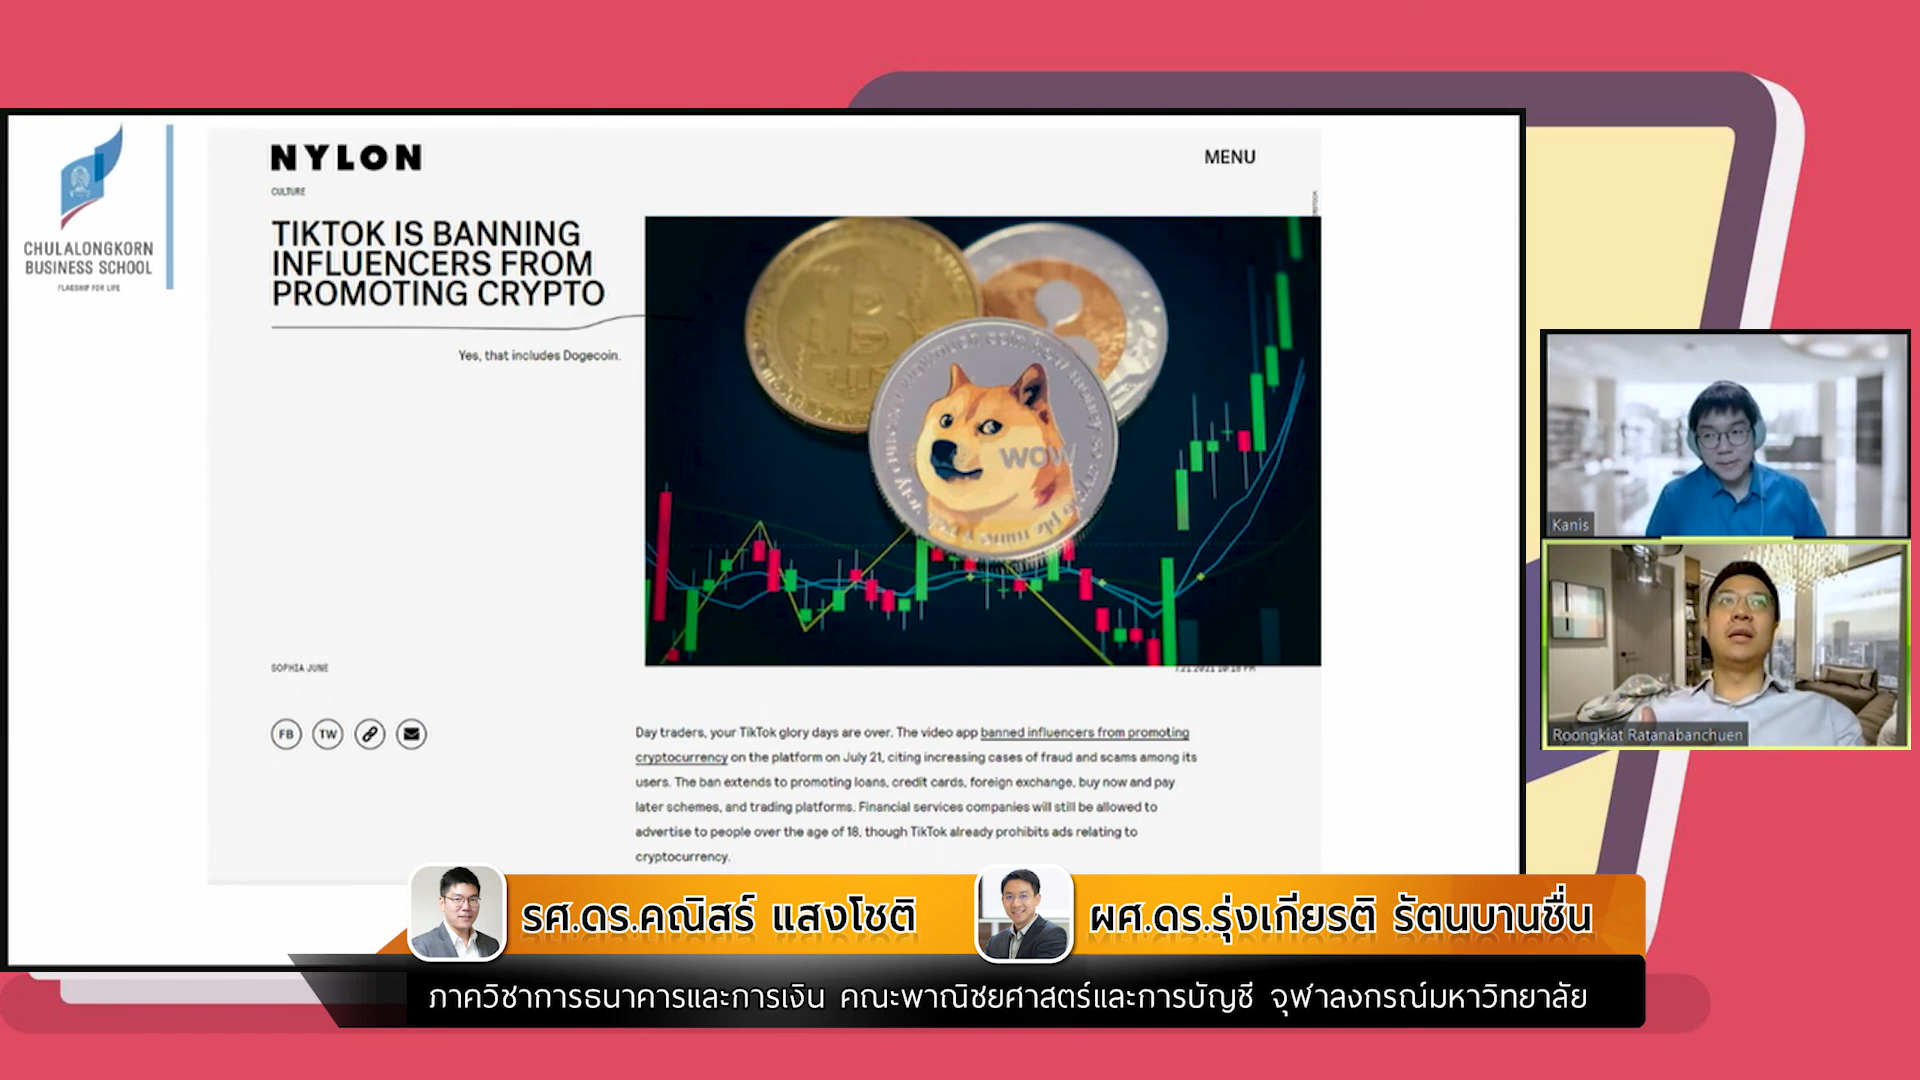 CHULALONGKORN
BUSINESS SCHOOL
FLAGSHIP FOR LIFE
NYLON
MENU
CULTURE
TIKTOK IS BANNING
INFLUENCERS FROM
PROMOTING CRYPTO
Yes, that includes Dogecoin.
WOW
SOPHIA JUNE
7.21.2021 10:18 PM
FB
TW
Day traders, your TikTok glory days are over. The video app banned influencers from promoting
cryptocurrency on the platform on July 21, citing increasing cases of fraud and scams among its
users. The ban extends to promoting loans, credit cards, foreign exchange, buy now and pay
later schemes, and trading platforms. Financial services companies will still be allowed to
advertise to people over the age of 18, though TikTok already prohibits ads relating to
cryptocurrency.
Kanis
Roongkiat Ratanabanchuen
รศ.ดร.คณิสร์ แสงโชติ
ผศ.ดร.รุ่งเกียรติ รัตนบานชื่น
ภาควิชาการธนาคารและการเงิน คณะพาณิชยศาสตร์และการบัญชี จุฬาลงกรณ์มหาวิทยาลัย